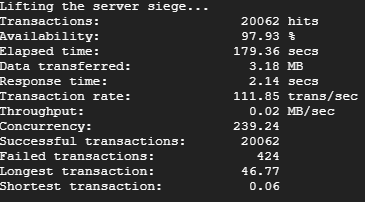 Lifting the server siege...
Transactions: 20062 hits
Availability: 97.93 %
Elapsed time: 179.36 secs
Data transferred: 3.18 MB
Response time: 2.14 secs
Transaction rate: 111.85 trans/sec
Throughput: 0.02 MB/sec
Concurrency: 239.24
Successful transactions: 20062
Failed transactions: 424
Longest transaction: 46.77
Shortest transaction: 0.06